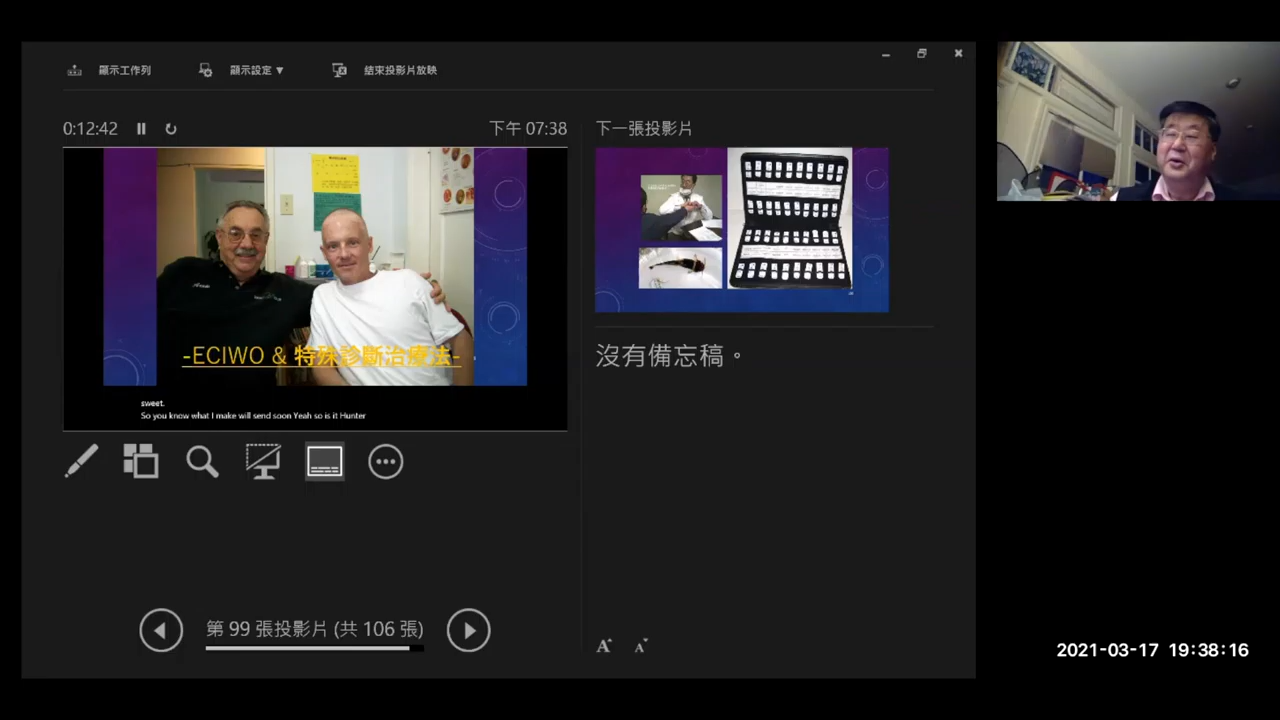 顯示工作列
顯示設定 ▼
結束投影片放映
0:12:42
下午 07:38
下一張投影片
-ECIWO & 特殊診斷治療法-
sweet.
So you know what I make will send soon Yeah so is it Hunter
沒有備忘稿。
第 99 張投影片 (共 106 張)
A A
2021-03-17 19:38:16